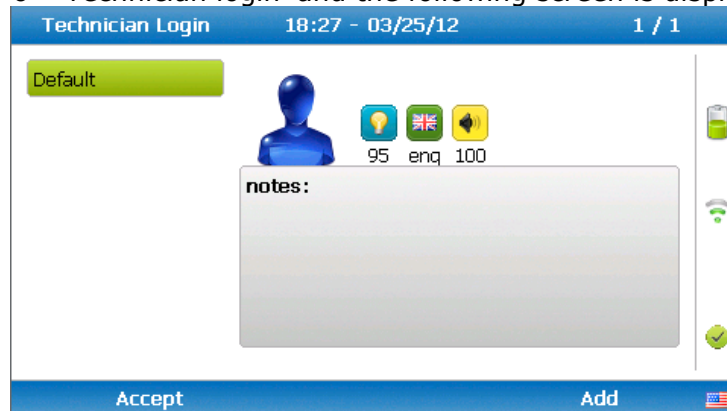 Technician login and the following screen is displ
Technician Login 18:27 - 03/25/12 1 / 1
Default
95 enq 100
notes:
Accept Add